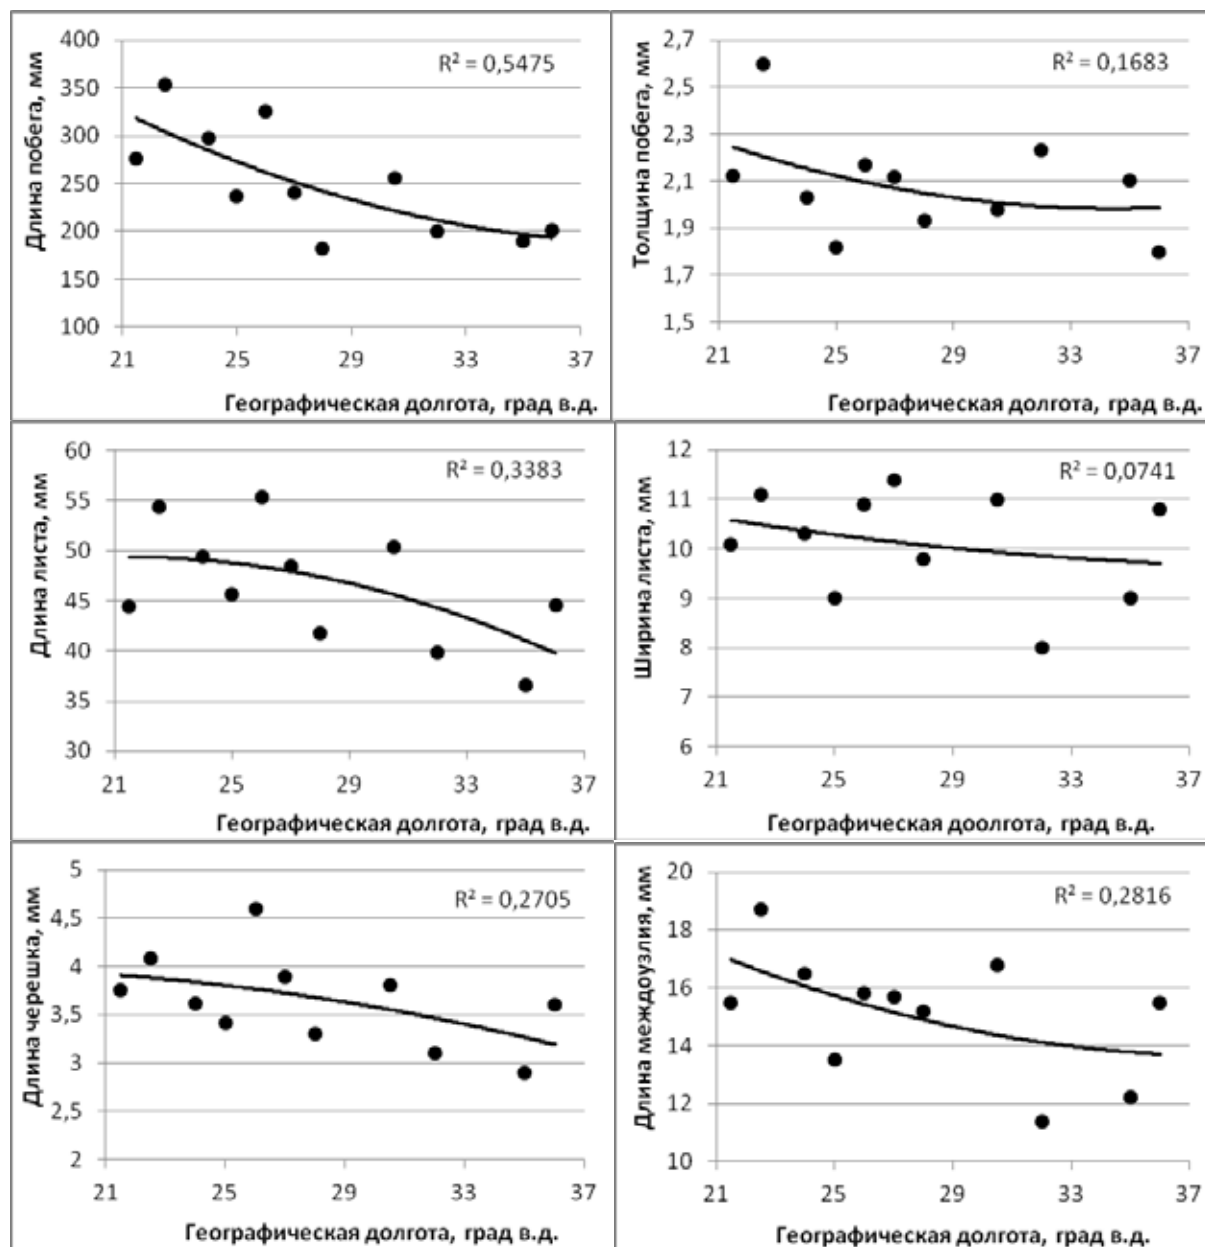 Длина побега, мм
400
350
300
250
200
150
100
R² = 0,5475
21 25 29 33 37
Географическая долгота, град в.д.
Толщина побега, мм
2,7
2,5
2,3
2,1
1,9
1,7
1,5
R² = 0,1683
21 25 29 33 37
Географическая долгота, град в.д.
Длина листа, мм
60
55
50
45
40
35
30
R² = 0,3383
21 25 29 33 37
Географическая долгота, град в.д.
Ширина листа, мм
12
11
10
9
8
7
6
R² = 0,0741
21 25 29 33 37
Географическая доолгота, град в.д.
Длина черешка, мм
5
4,5
4
3,5
3
2,5
2
R² = 0,2705
21 25 29 33 37
Географическая долгота, град в.д.
Длина междоузлия, мм
20
18
16
14
12
10
R² = 0,2816
21 25 29 33 37
Географическая долгота, град в.д.